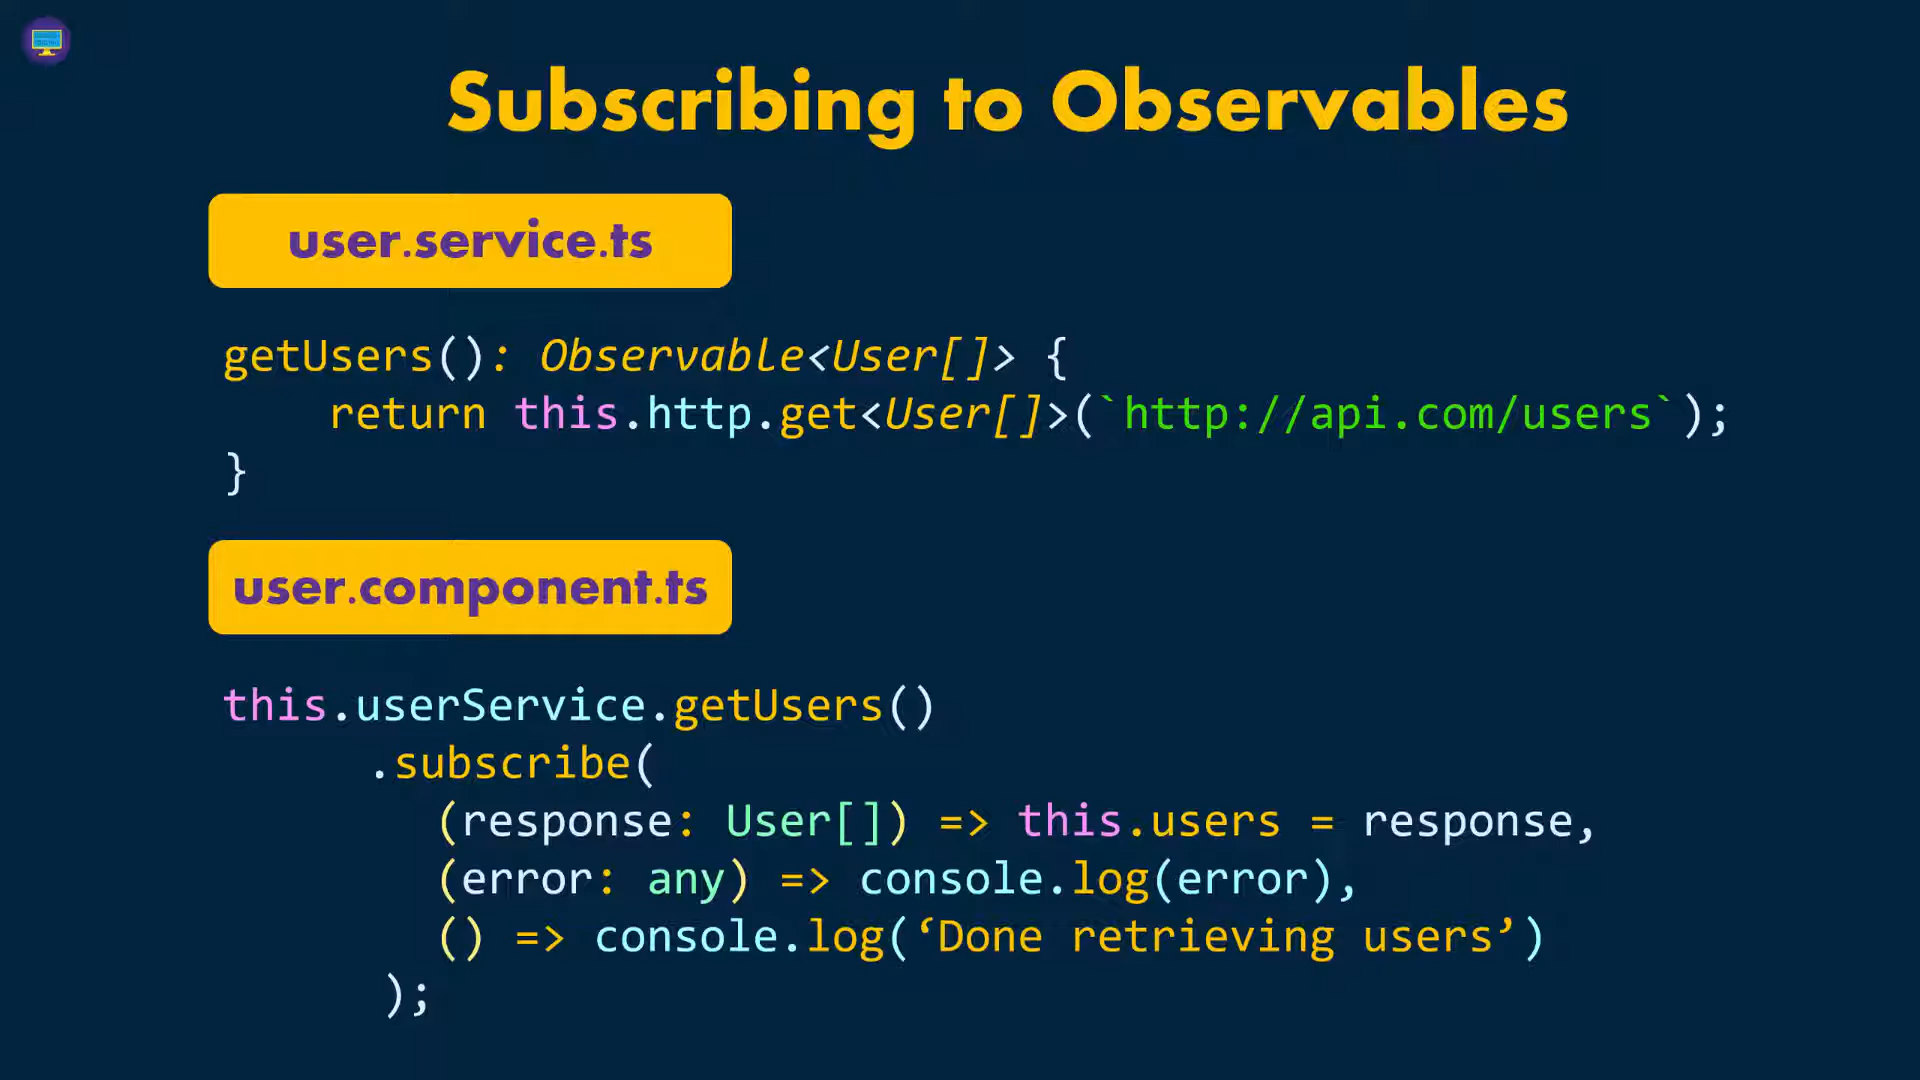 Subscribing to Observables
user.service.ts
getUsers(): Observable<User[]> {
return this.http.get<User[]>(`http://api.com/users`);
}
user.component.ts
this.userService.getUsers()
.subscribe(
(response: User[]) => this.users = response,
(error: any) => console.log(error),
() => console.log(‘Done retrieving users’)
);